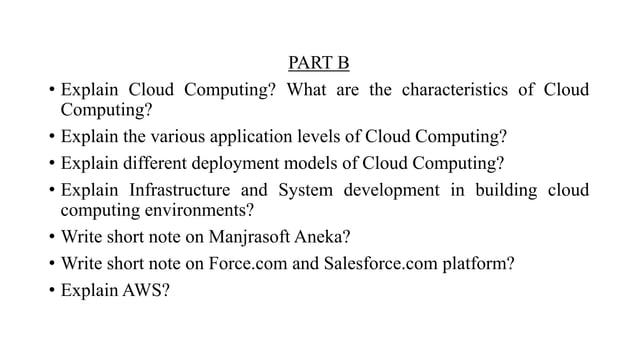 PART B
• Explain Cloud Computing? What are the characteristics of Cloud
Computing?
• Explain the various application levels of Cloud Computing?
• Explain different deployment models of Cloud Computing?
• Explain Infrastructure and System development in building cloud
computing environments?
• Write short note on Manjrasoft Aneka?
• Write short note on Force.com and Salesforce.com platform?
• Explain AWS?